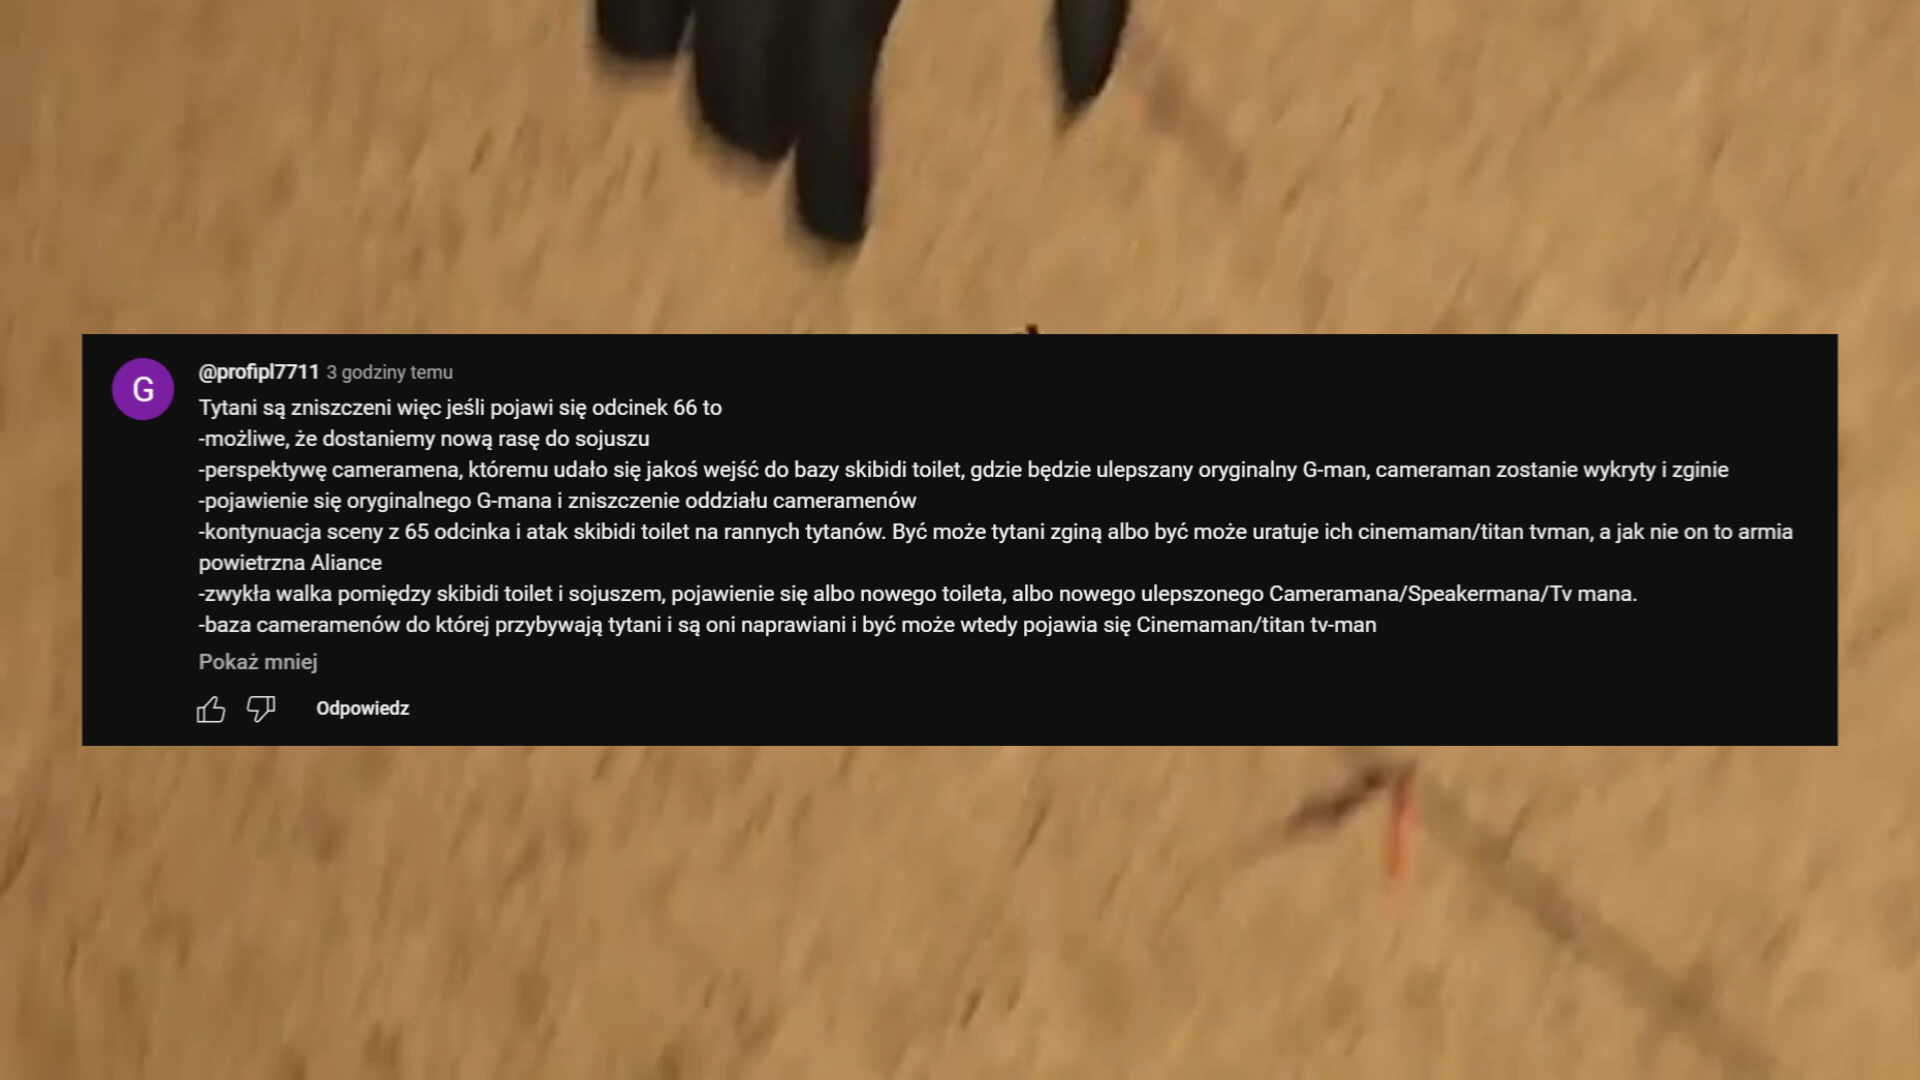 G
@profipl7711 3 godziny temu
Tytani są zniszczeni więc jeśli pojawi się odcinek 66 to
-możliwe, że dostaniemy nową rasę do sojuszu
-perspektywę cameramena, któremu udało się jakoś wejść do bazy skibidi toilet, gdzie będzie ulepszany oryginalny G-man, cameraman zostanie wykryty i zginie
-pojawienie się oryginalnego G-mana i zniszczenie oddziału cameramenów
-kontynuacja sceny z 65 odcinka i atak skibidi toilet na rannych tytanów. Być może tytani zginą albo być może uratuje ich cinemaman/titan tvman, a jak nie on to armia
powietrzna Aliance
-zwykła walka pomiędzy skibidi toilet i sojuszem, pojawienie się albo nowego toileta, albo nowego ulepszonego Cameramana/Speakermana/Tv mana.
-baza cameramenów do której przybywają tytani i są oni naprawiani i być może wtedy pojawia się Cinemaman/titan tv-man
Pokaż mniej
Odpowiedz